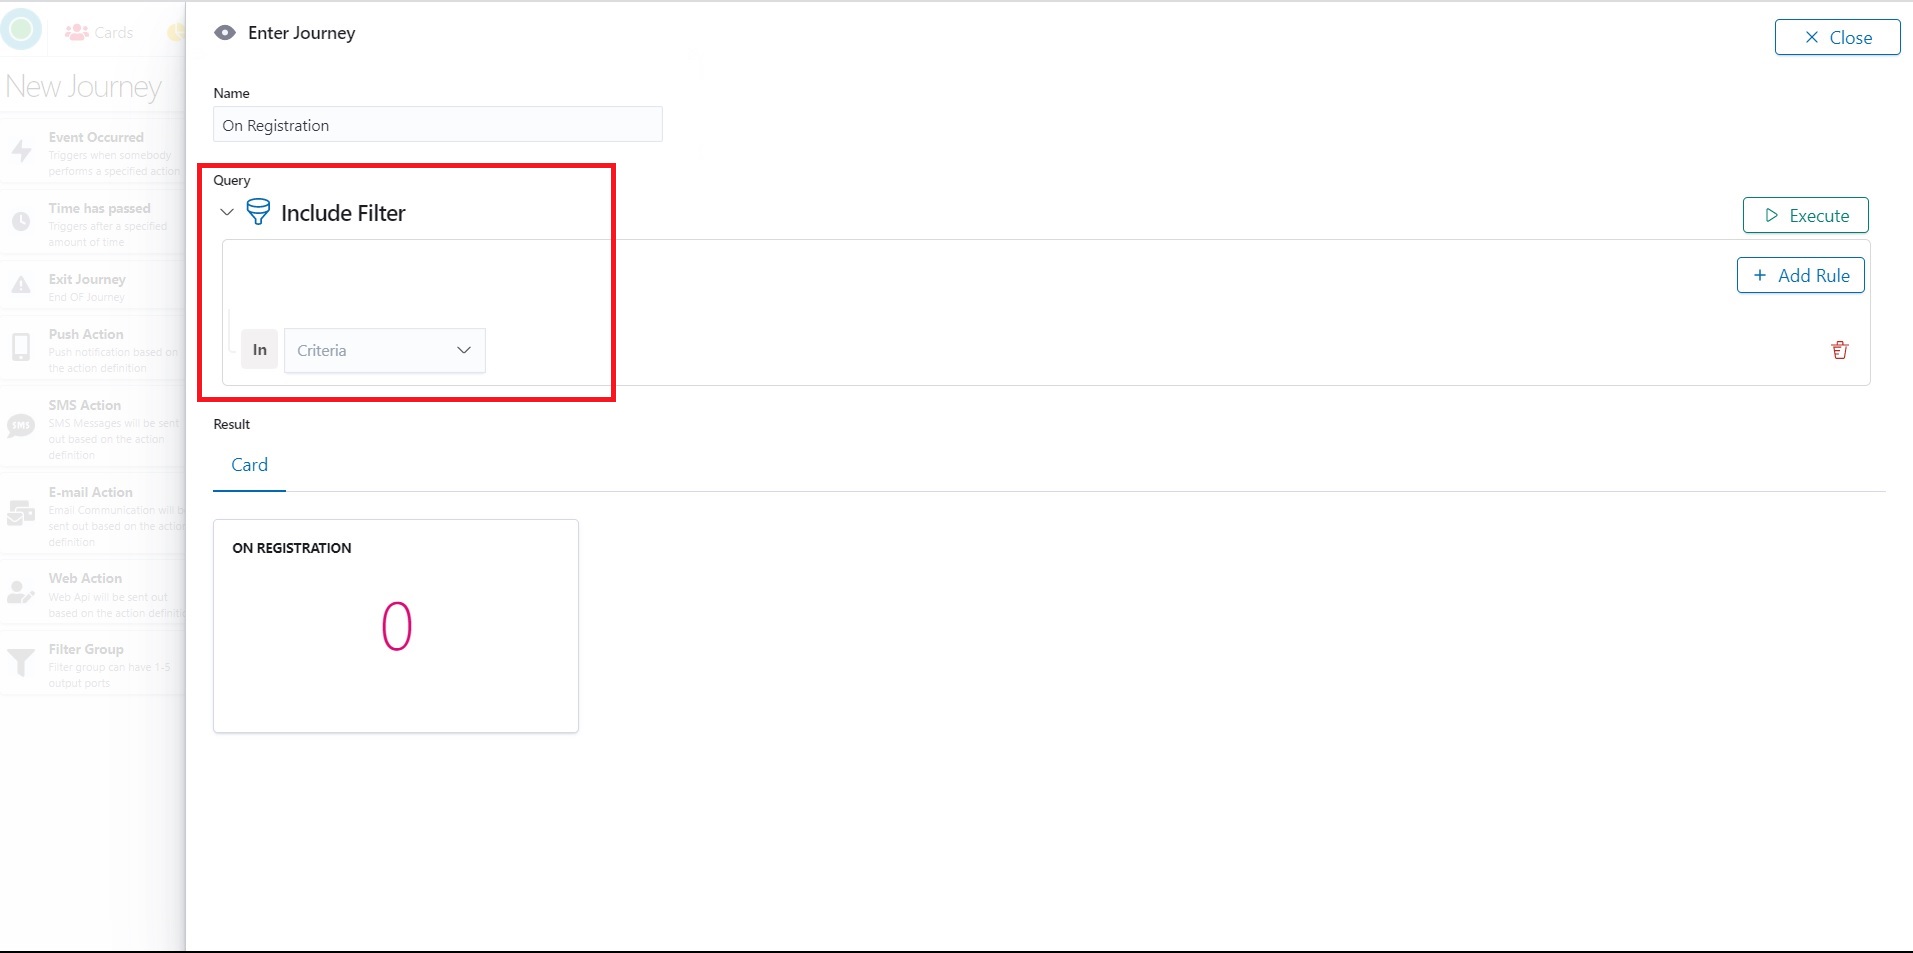 Cards
New Journey
Event Occurred
Triggers when somebody
performs a specified action
Time has passed
Triggers after a specified
amount of time
Exit Journey
End OF Journey
Push Action
Push notification based on
the action definition
SMS
SMS Action
SMS Messages will be sent
out based on the action
definition
E-mail Action
Email Communication will b
sent out based on the action
definition
Web Action
Web Api will be sent out
based on the action definitio
Filter Group
Filter group can have 1-5
output ports
Enter Journey
Close
Name
On Registration
Query
Include Filter
Execute
Add Rule
In
Criteria
Result
Card
ON REGISTRATION
0